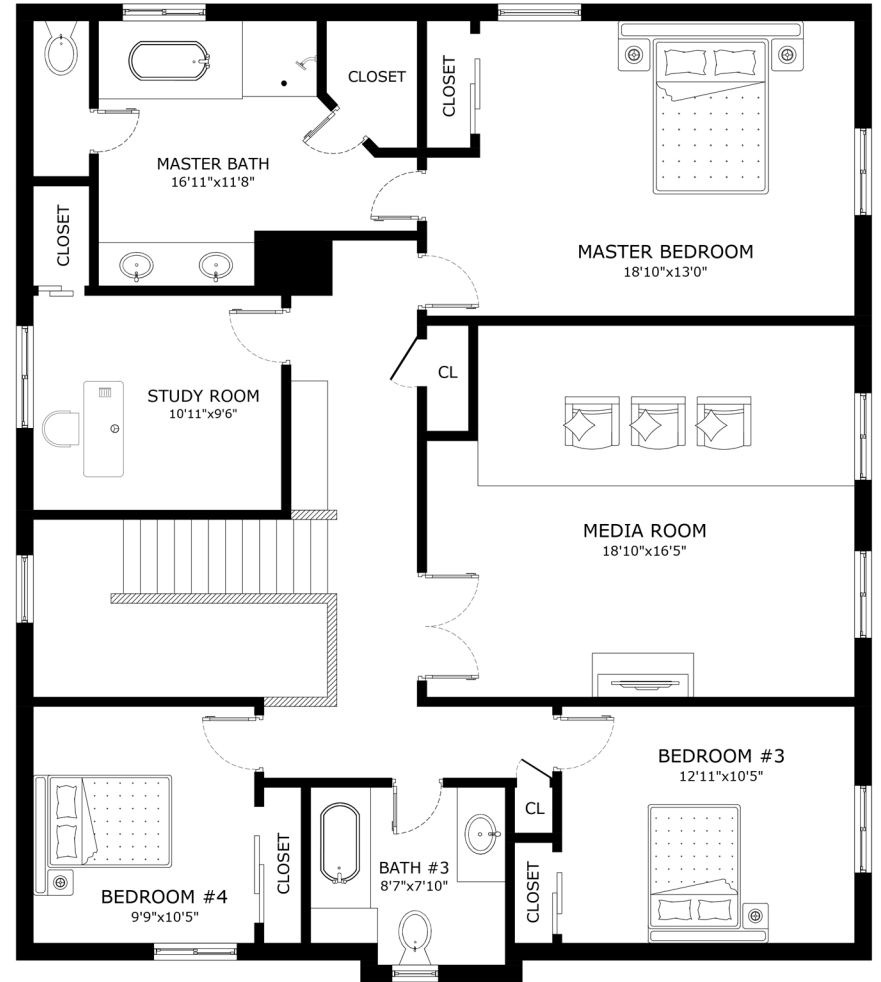 CLOSET
CLOSET
MASTER BATH
16'11"x11'8"
CLOSET
MASTER BEDROOM
18'10"x13'0"
CL
STUDY ROOM
10'11"x9'6"
MEDIA ROOM
18'10"x16'5"
BEDROOM #3
12'11"x10'5"
CL
CLOSET
BATH #3
8'7"x7'10"
CLOSET
BEDROOM #4
9'9"x10'5"